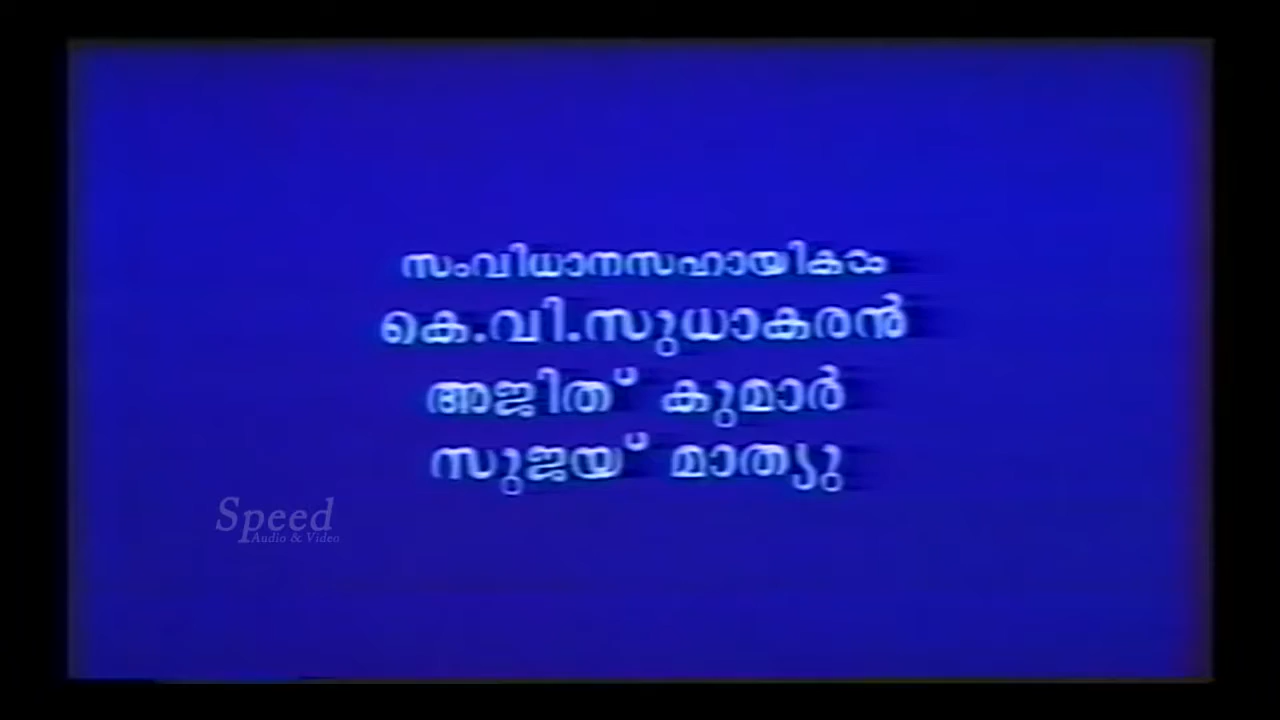 സംവിധാനസഹായികൾ
കെ.വി.സുധാകരൻ
അജിത് കുമാർ
സുജയ് മാത്യു
Speed
Audio & Video